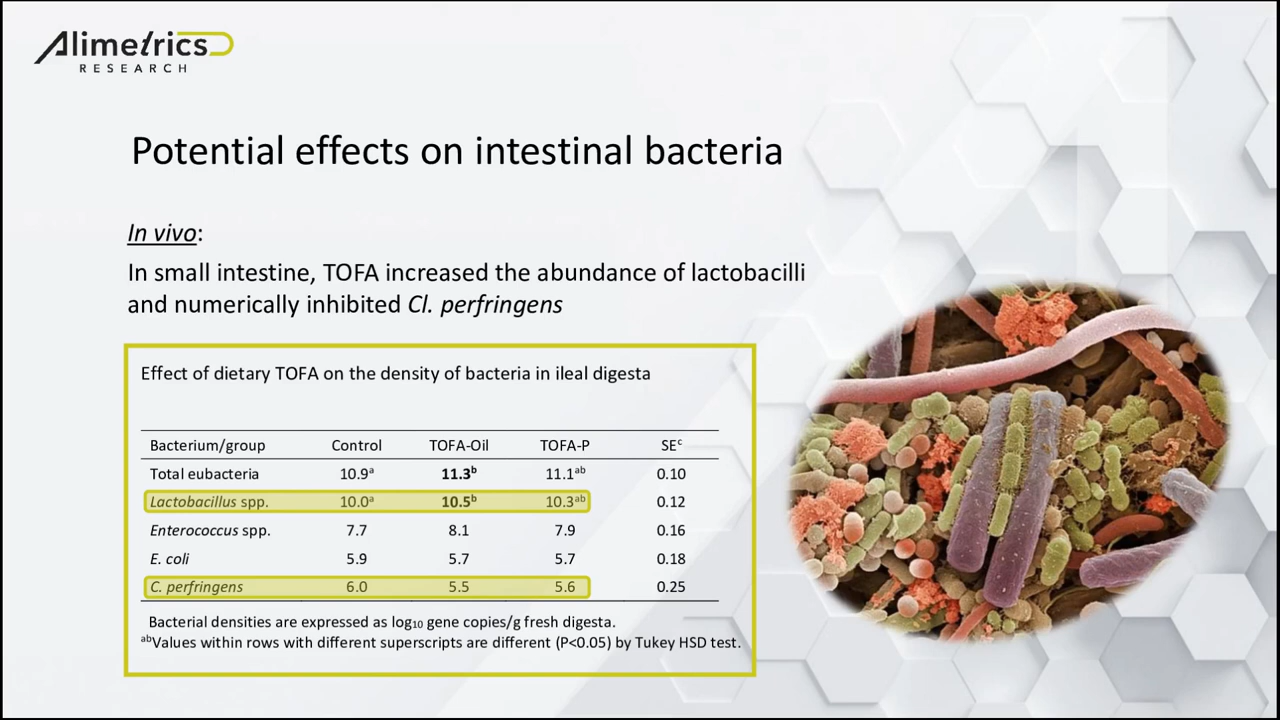 Alimetrics
RESEARCH
Potential effects on intestinal bacteria
In vivo:
In small intestine, TOFA increased the abundance of lactobacilli
and numerically inhibited Cl. perfringens
Effect of dietary TOFA on the density of bacteria in ileal digesta
Bacterium/group Control TOFA-Oil TOFA-P SEᶜ
Total eubacteria 10.9ᵃ 11.3ᵇ 11.1ᵃᵇ 0.10
Lactobacillus spp. 10.0ᵃ 10.5ᵇ 10.3ᵃᵇ 0.12
Enterococcus spp. 7.7 8.1 7.9 0.16
E. coli 5.9 5.7 5.7 0.18
C. perfringens 6.0 5.5 5.6 0.25
Bacterial densities are expressed as log₁₀ gene copies/g fresh digesta.
ᵃᵇValues within rows with different superscripts are different (P<0.05) by Tukey HSD test.